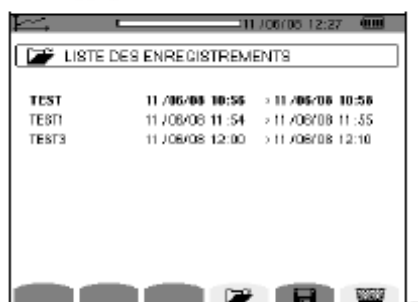 11/06/08 12:27
LISTE DES ENREGISTREMENTS
TEST 11/06/08 10:56 > 11/06/08 10:58
TEST1 11/06/08 11:54 > 11/06/08 11:55
TEST3 11/06/08 12:00 > 11/06/08 12:10